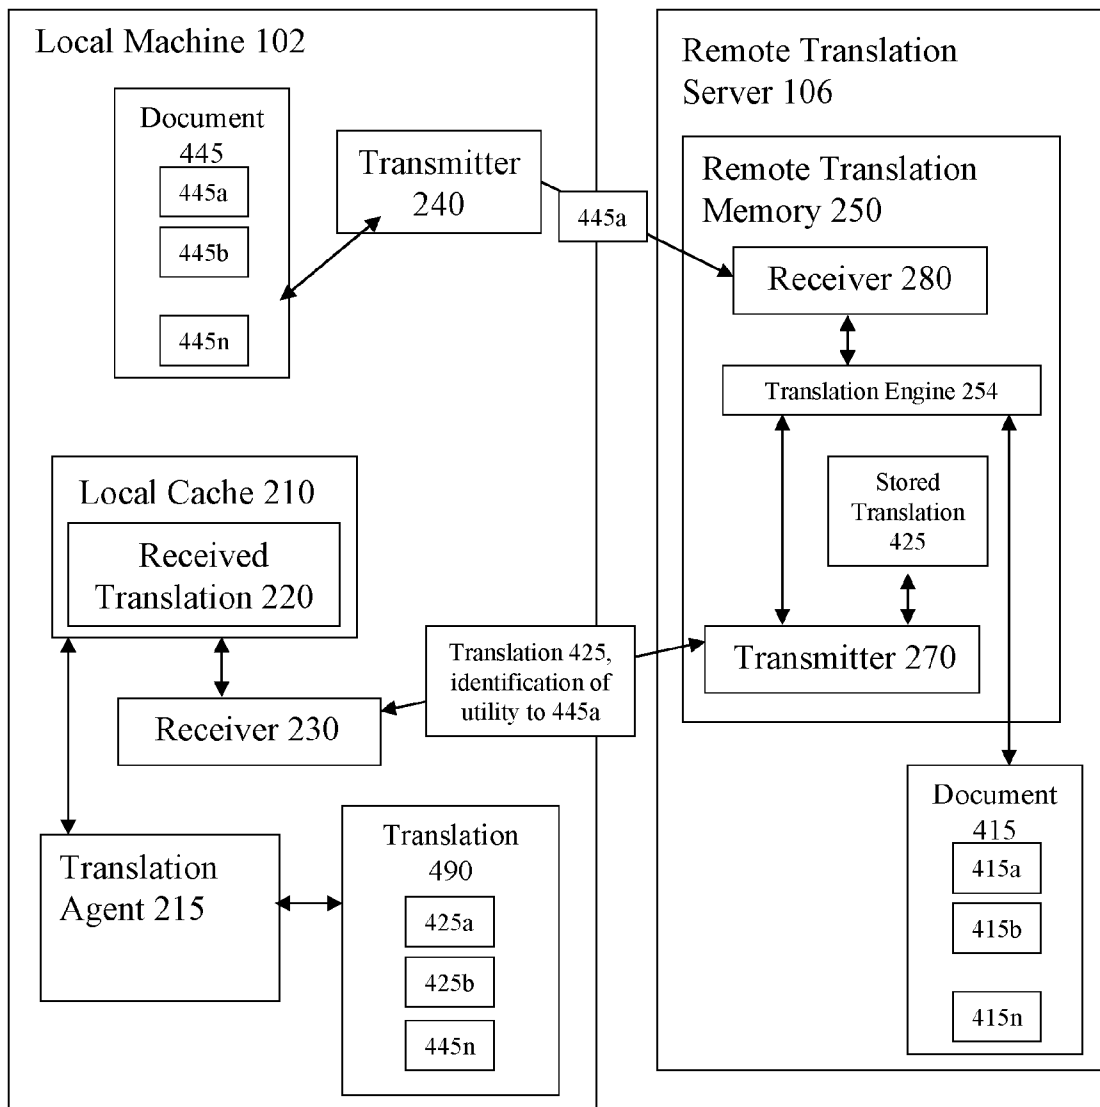 Local Machine 102
Document
445
445a
445b
445n
Transmitter
240
445a
Local Cache 210
Received
Translation 220
Receiver 230
Translation 425,
identification of
utility to 445a
Translation
Agent 215
Translation
490
425a
425b
445n
Remote Translation
Server 106
Remote Translation
Memory 250
Receiver 280
Translation Engine 254
Stored
Translation
425
Transmitter 270
Document
415
415a
415b
415n